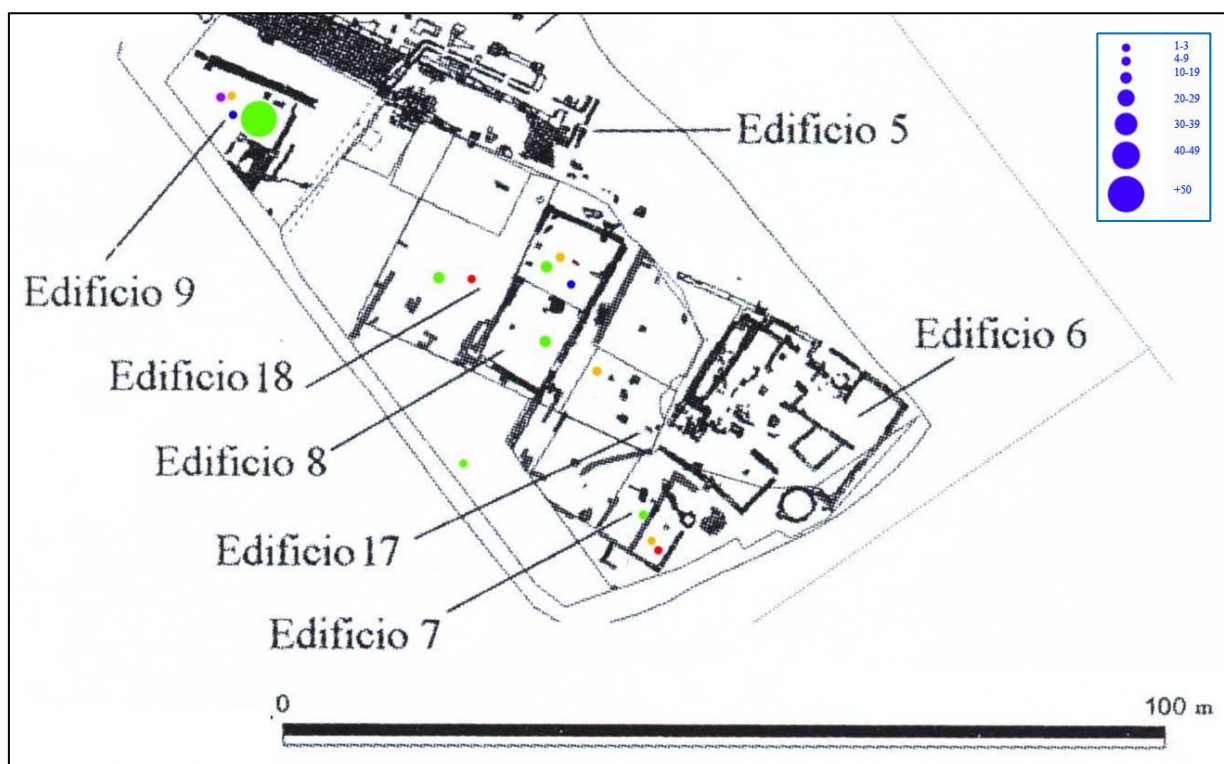 1-3
4-9
10-19
20-29
30-39
40-49
+50
Edificio 5
Edificio 9
Edificio 6
Edificio 18
Edificio 8
Edificio 17
Edificio 7
0
100 m